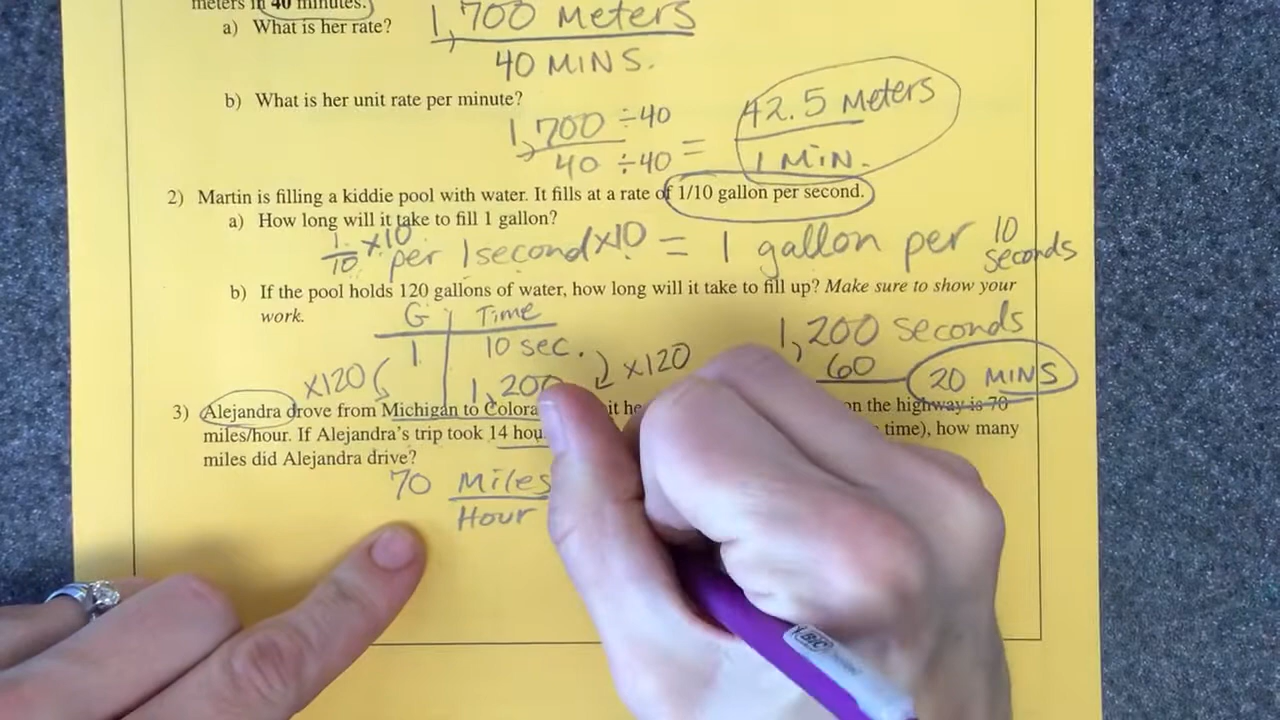 meters in 40 minutes.
a) What is her rate?
1,700 Meters
40 MINS.
b) What is her unit rate per minute?
1,700 ÷40
40 ÷40
=
42.5 Meters
1 MIN.
2) Martin is filling a kiddie pool with water. It fills at a rate of 1/10 gallon per second.
a) How long will it take to fill 1 gallon?
1/10 ×10 per 1 second ×10 = 1 gallon per 10 seconds
b) If the pool holds 120 gallons of water, how long will it take to fill up? Make sure to show your
work.
G Time
1 10 sec.
×120 1,200 ×120
1,200 seconds
60
20 MINS
3) Alejandra drove from Michigan to on the highway is 70
miles/hour. If Alejandra's trip took 14 time), how many
miles did Alejandra drive?
70 Miles
Hour
BIC